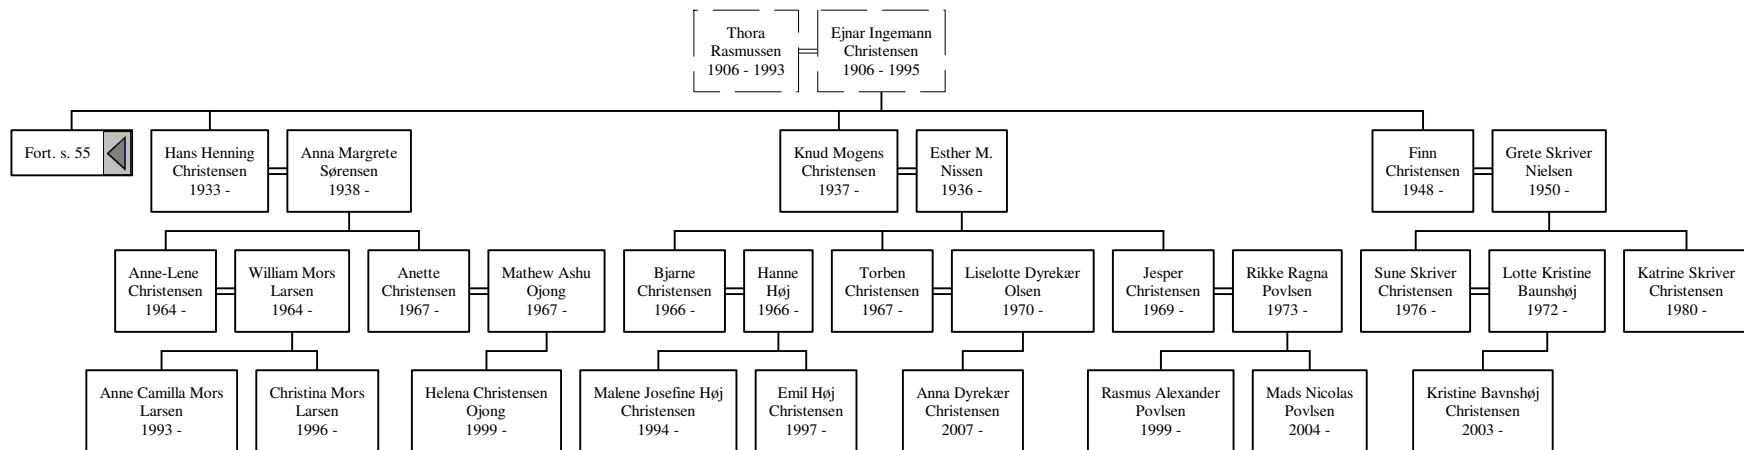 Thora
Rasmussen
1906 - 1993
Ejnar Ingemann
Christensen
1906 - 1995
Fort. s. 55
Hans Henning
Christensen
1933 -
Anna Margrete
Sørensen
1938 -
Knud Mogens
Christensen
1937 -
Esther M.
Nissen
1936 -
Finn
Christensen
1948 -
Grete Skriver
Nielsen
1950 -
Anne-Lene
Christensen
1964 -
William Mors
Larsen
1964 -
Anette
Christensen
1967 -
Mathew Ashu
Ojong
1967 -
Bjarne
Christensen
1966 -
Hanne
Høj
1966 -
Torben
Christensen
1967 -
Liselotte Dyrekær
Olsen
1970 -
Jesper
Christensen
1969 -
Rikke Ragna
Povlsen
1973 -
Sune Skriver
Christensen
1976 -
Lotte Kristine
Baunshøj
1972 -
Katrine Skriver
Christensen
1980 -
Anne Camilla Mors
Larsen
1993 -
Christina Mors
Larsen
1996 -
Helena Christensen
Ojong
1999 -
Malene Josefine Høj
Christensen
1994 -
Emil Høj
Christensen
1997 -
Anna Dyrekær
Christensen
2007 -
Rasmus Alexander
Povlsen
1999 -
Mads Nicolas
Povlsen
2004 -
Kristine Bavnshøj
Christensen
2003 -